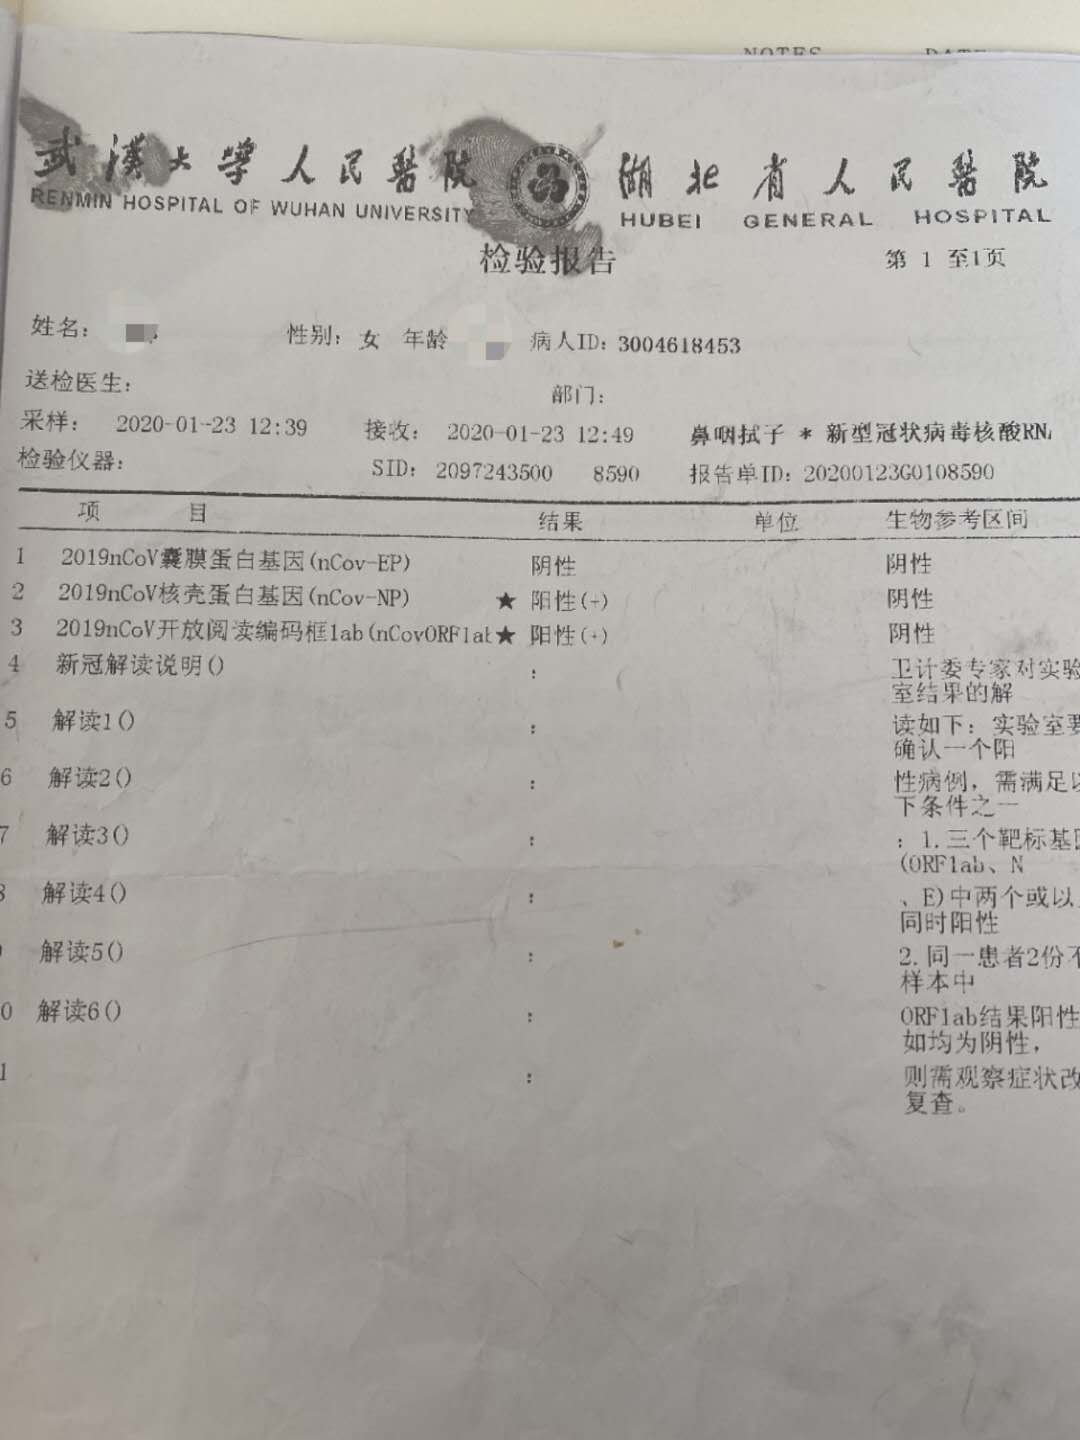 NOTES DATE
武漢大學人民醫院 湖北省人民醫院
RENMIN HOSPITAL OF WUHAN UNIVERSITY HUBEI GENERAL HOSPITAL
检验报告 第 1 至1页
姓名: 性别: 女 年龄 病人ID: 3004618453
送检医生: 部门:
采样: 2020-01-23 12:39 接收: 2020-01-23 12:49 鼻咽拭子 * 新型冠状病毒核酸RNA
检验仪器: SID: 2097243500 8590 报告单ID: 20200123G0108590
项 目 结果 单位 生物参考区间
1 2019nCoV囊膜蛋白基因(nCov-EP) 阴性 阴性
2 2019nCoV核壳蛋白基因(nCov-NP) ★ 阳性(+) 阴性
3 2019nCoV开放阅读编码框1ab(nCovORF1ab ★ 阳性(+) 阴性
4 新冠解读说明() : 卫计委专家对实验
室结果的解
5 解读1() : 读如下: 实验室要
确认一个阳
6 解读2() : 性病例, 需满足以
下条件之一
7 解读3() : : 1.三个靶标基因
(ORF1ab、N
8 解读4() : 、E)中两个或以
同时阳性
解读5() : 2.同一患者2份不
样本中
0 解读6() : ORF1ab结果阳性
如均为阴性,
1 : 则需观察症状改
复查。